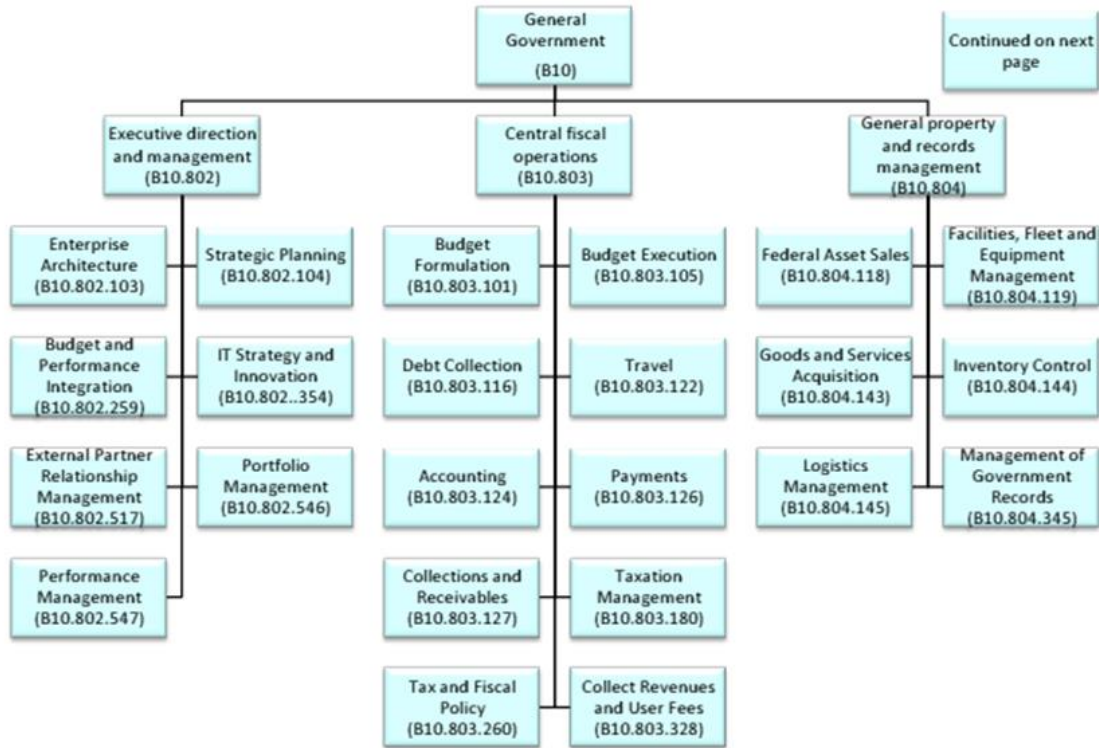 General
Government
(B10)
Continued on next
page
Executive direction
and management
(B10.802)
Central fiscal
operations
(B10.803)
General property
and records
management
(B10.804)
Enterprise
Architecture
(B10.802.103)
Strategic Planning
(B10.802.104)
Budget
Formulation
(B10.803.101)
Budget Execution
(B10.803.105)
Federal Asset Sales
(B10.804.118)
Facilities, Fleet and
Equipment
Management
(B10.804.119)
Budget and
Performance
Integration
(B10.802.259)
IT Strategy and
Innovation
(B10.802..354)
Debt Collection
(B10.803.116)
Travel
(B10.803.122)
Goods and Services
Acquisition
(B10.804.143)
Inventory Control
(B10.804.144)
External Partner
Relationship
Management
(B10.802.517)
Portfolio
Management
(B10.802.546)
Accounting
(B10.803.124)
Payments
(B10.803.126)
Logistics
Management
(B10.804.145)
Management of
Government
Records
(B10.804.345)
Performance
Management
(B10.802.547)
Collections and
Receivables
(B10.803.127)
Taxation
Management
(B10.803.180)
Tax and Fiscal
Policy
(B10.803.260)
Collect Revenues
and User Fees
(B10.803.328)